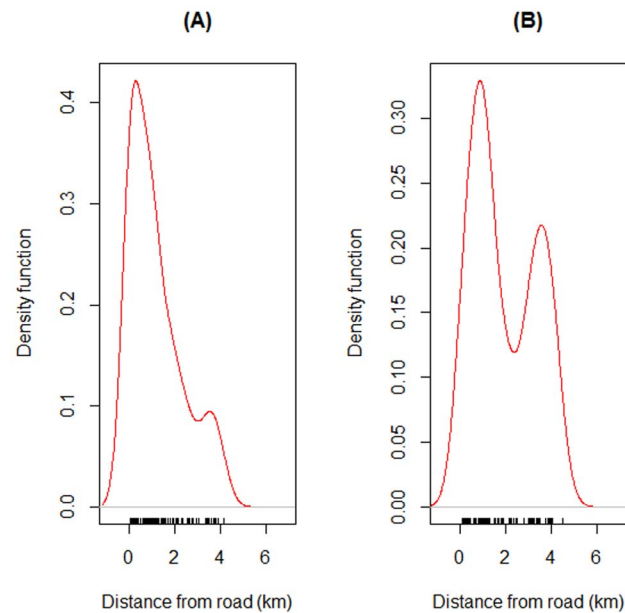 (A)
Density function
0.4
0.3
0.2
0.1
0.0
0 2 4 6
Distance from road (km)
(B)
Density function
0.30
0.25
0.20
0.15
0.10
0.05
0.00
0 2 4 6
Distance from road (km)